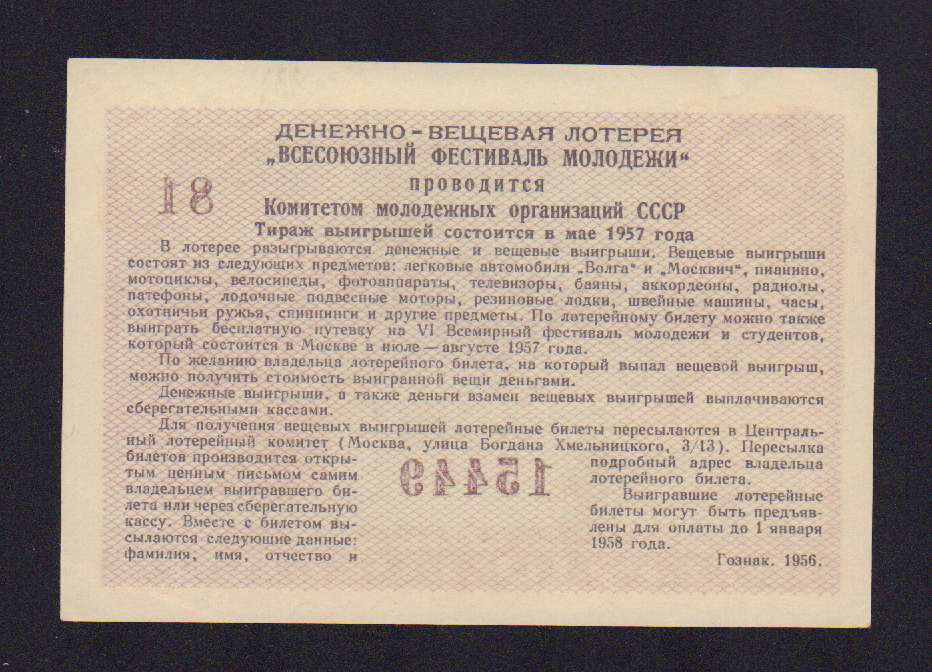 ДЕНЕЖНО-ВЕЩЕВАЯ ЛОТЕРЕЯ
„ВСЕСОЮЗНЫЙ ФЕСТИВАЛЬ МОЛОДЕЖИ“
проводится
81
Комитетом молодежных организаций СССР
Тираж выигрышей состоится в мае 1957 года
В лотерее разыгрываются денежные и вещевые выигрыши. Вещевые выигрыши
состоят из следующих предметов: легковые автомобили „Волга“ и „Москвич“, пианино,
мотоциклы, велосипеды, фотоаппараты, телевизоры, баяны, аккордеоны, радиолы,
патефоны, лодочные подвесные моторы, резиновые лодки, швейные машины, часы,
охотничьи ружья, спиннинги и другие предметы. По лотерейному билету можно также
выиграть бесплатную путевку на VI Всемирный фестиваль молодежи и студентов,
который состоится в Москве в июле—августе 1957 года.
По желанию владельца лотерейного билета, на который выпал вещевой выигрыш,
можно получить стоимость выигранной вещи деньгами.
Денежные выигрыши, а также деньги взамен вещевых выигрышей выплачиваются
сберегательными кассами.
Для получения вещевых выигрышей лотерейные билеты пересылаются в Централь-
ный лотерейный комитет (Москва, улица Богдана Хмельницкого, 3/13). Пересылка
билетов производится откры-
тым ценным письмом самим
владельцем выигравшего би-
лета или через сберегательную
кассу. Вместе с билетом вы-
сылаются следующие данные:
фамилия, имя, отчество и
154449
подробный адрес владельца
лотерейного билета.
Выигравшие лотерейные
билеты могут быть предъяв-
лены для оплаты до 1 января
1958 года.
Гознак. 1956.